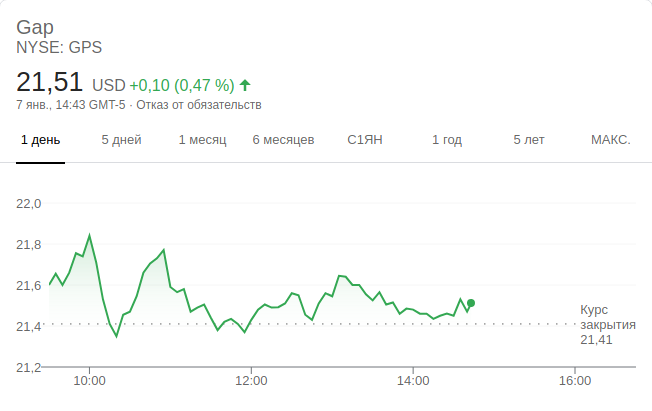 Gap
NYSE: GPS
21,51 USD +0,10 (0,47 %)
7 янв., 14:43 GMT-5 · Отказ от обязательств
1 день 5 дней 1 месяц 6 месяцев С1ЯН 1 год 5 лет МАКС.
22,0
21,8
21,6
21,4
21,2
Курс
закрытия
21,41
10:00 12:00 14:00 16:00